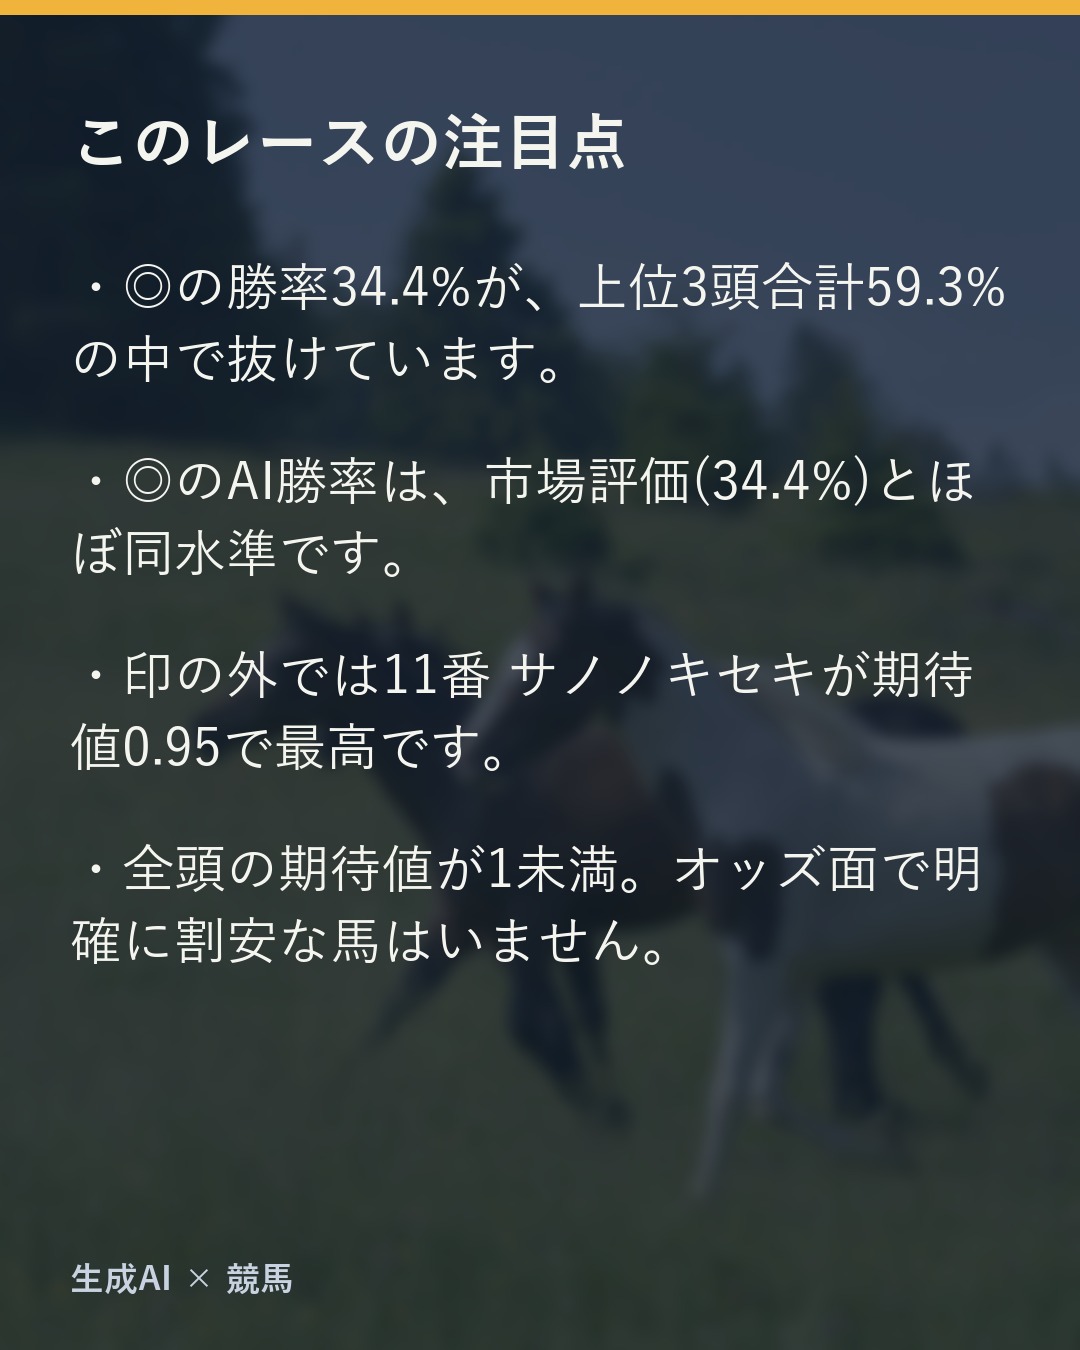 このレースの注目点
・◎の勝率34.4%が、上位3頭合計59.3%
の中で抜けています。
・◎のAI勝率は、市場評価(34.4%)とほ
ぼ同水準です。
・印の外では11番 サノノキセキが期待
値0.95で最高です。
・全頭の期待値が1未満。オッズ面で明
確に割安な馬はいません。
生成AI × 競馬